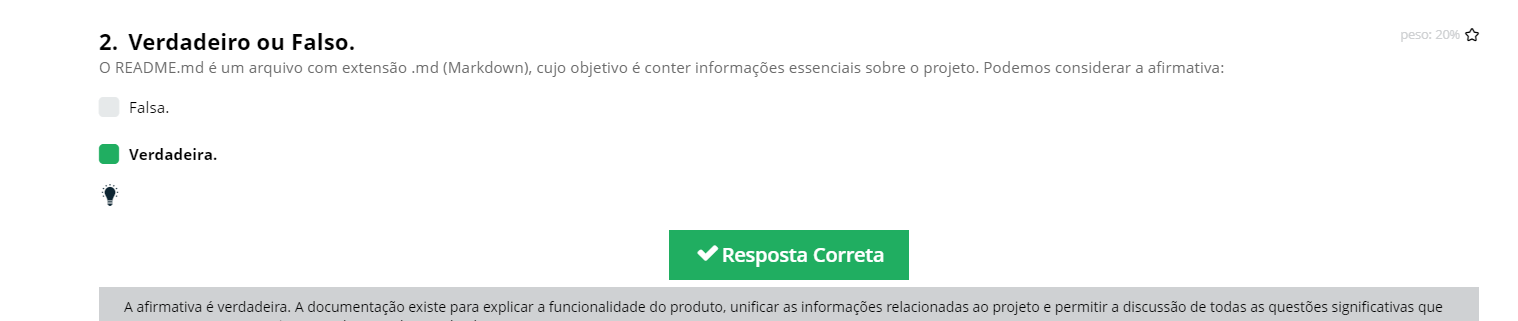 2. Verdadeiro ou Falso.
peso: 20%
O README.md é um arquivo com extensão .md (Markdown), cujo objetivo é conter informações essenciais sobre o projeto. Podemos considerar a afirmativa:
Falsa.
Verdadeira.
Resposta Correta
A afirmativa é verdadeira. A documentação existe para explicar a funcionalidade do produto, unificar as informações relacionadas ao projeto e permitir a discussão de todas as questões significativas que